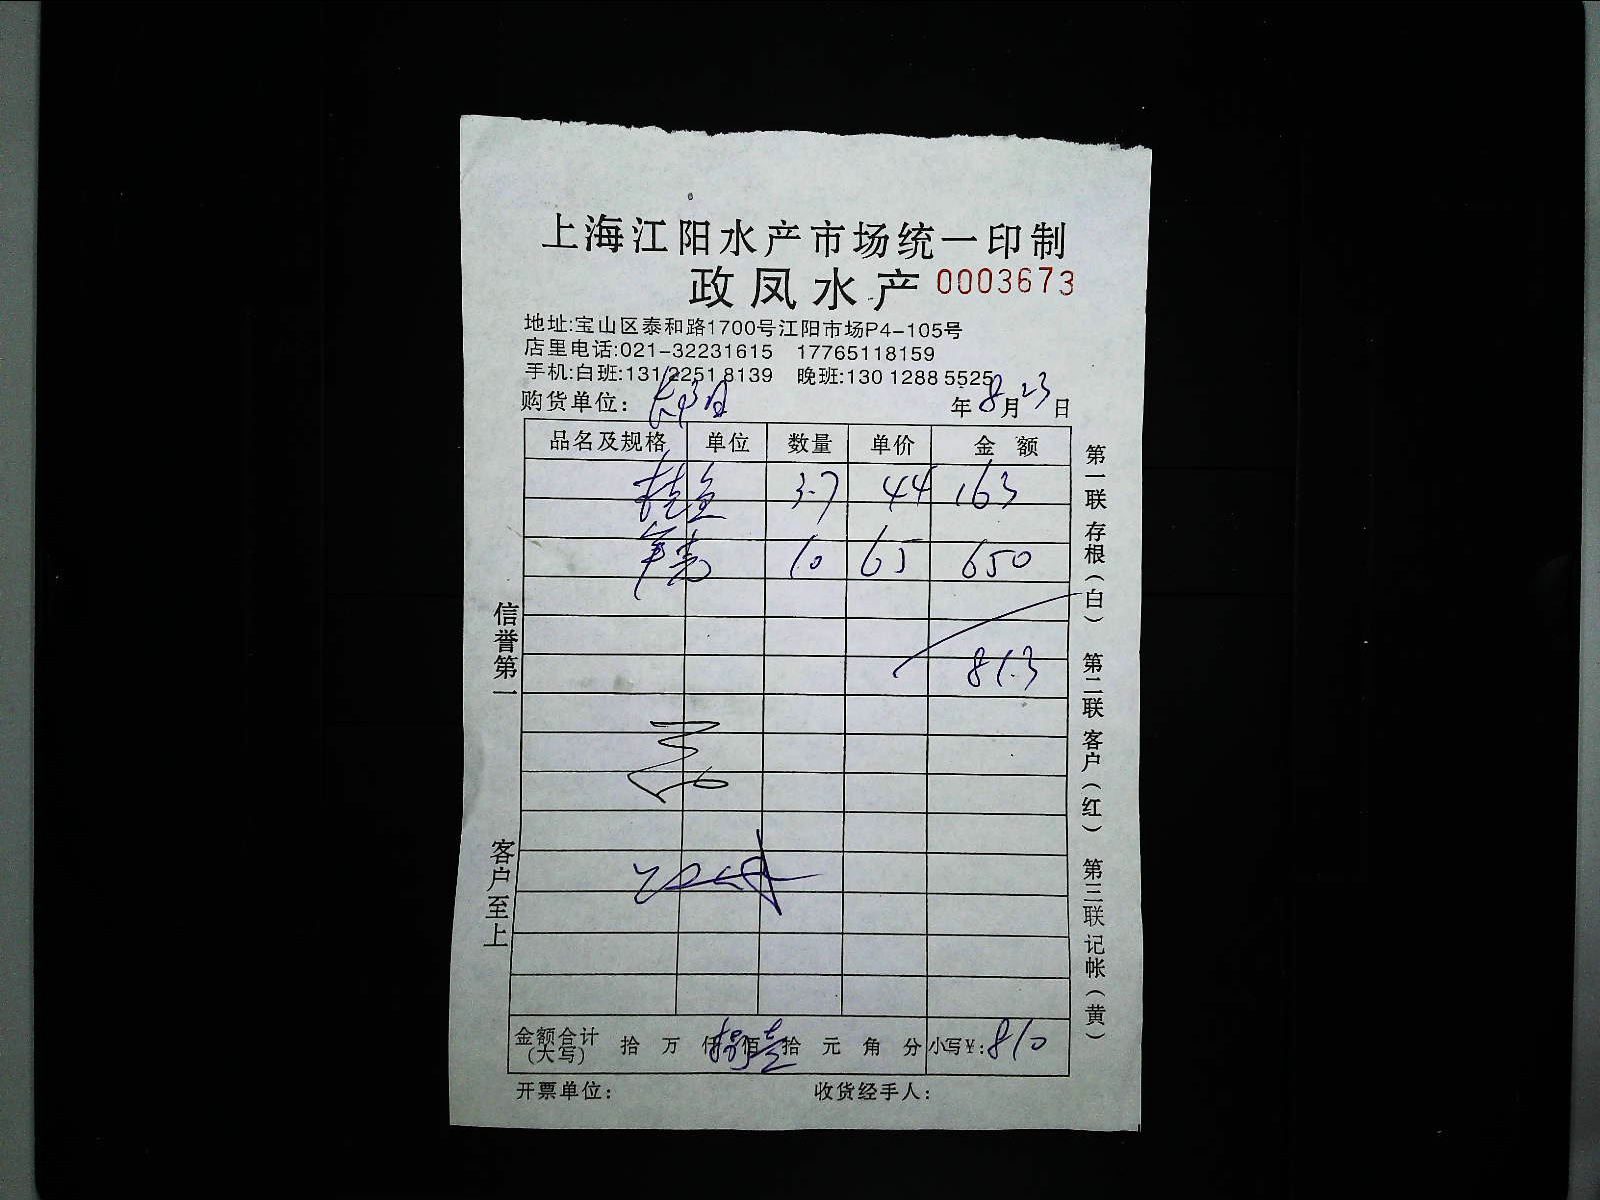 上海江阳水产市场统一印制
政凤水产 0003673
地址:宝山区泰和路1700号江阳市场P4-105号
店里电话:021-32231615 17765118159
手机:白班:131 2251 8139 晚班:130 1288 5525
购货单位: 年 8 月 23 日
品名及规格 单位 数量 单价 金额
桂鱼 3.7 44 163
10 65 650
813
金额合计(大写) 拾 万 仟 捌 佰 壹 拾 元 角 分 小写¥: 810
开票单位: 收货经手人:
信誉第一
客户至上
第一联存根(白) 第二联客户(红) 第三联记帐(黄)